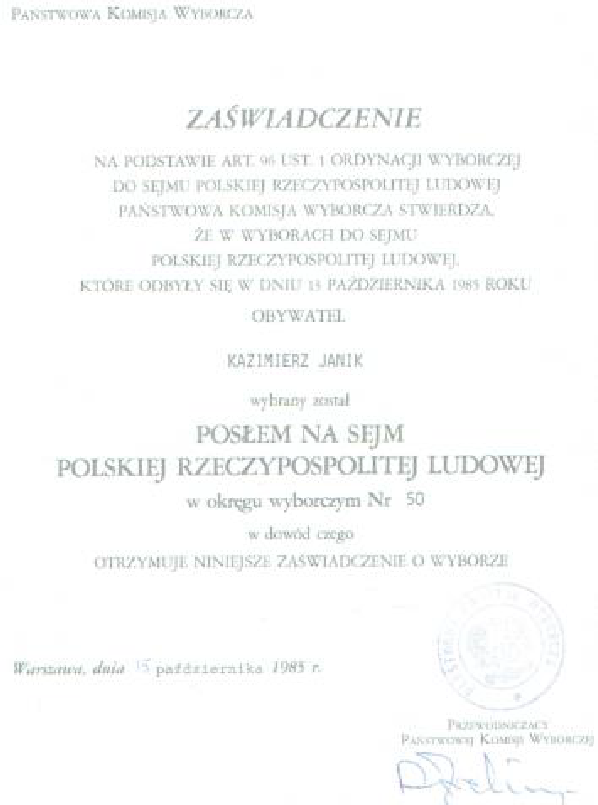 PAŃSTWOWA KOMISJA WYBORCZA
ZAŚWIADCZENIE
NA PODSTAWIE ART. 96 UST. 1 ORDYNACJI WYBORCZEJ
DO SEJMU POLSKIEJ RZECZYPOSPOLITEJ LUDOWEJ
PAŃSTWOWA KOMISJA WYBORCZA STWIERDZA,
ŻE W WYBORACH DO SEJMU
POLSKIEJ RZECZYPOSPOLITEJ LUDOWEJ,
KTÓRE ODBYŁY SIĘ W DNIU 13 PAŹDZIERNIKA 1985 ROKU
OBYWATEL
KAZIMIERZ JANIK
wybrany został
POSŁEM NA SEJM
POLSKIEJ RZECZYPOSPOLITEJ LUDOWEJ
w okręgu wyborczym Nr 50
w dowód czego
OTRZYMUJE NINIEJSZE ZAŚWIADCZENIE O WYBORZE
Warszawa, dnia 15 października 1985 r.
PRZEWODNICZĄCY
PAŃSTWOWEJ KOMISJI WYBORCZEJ